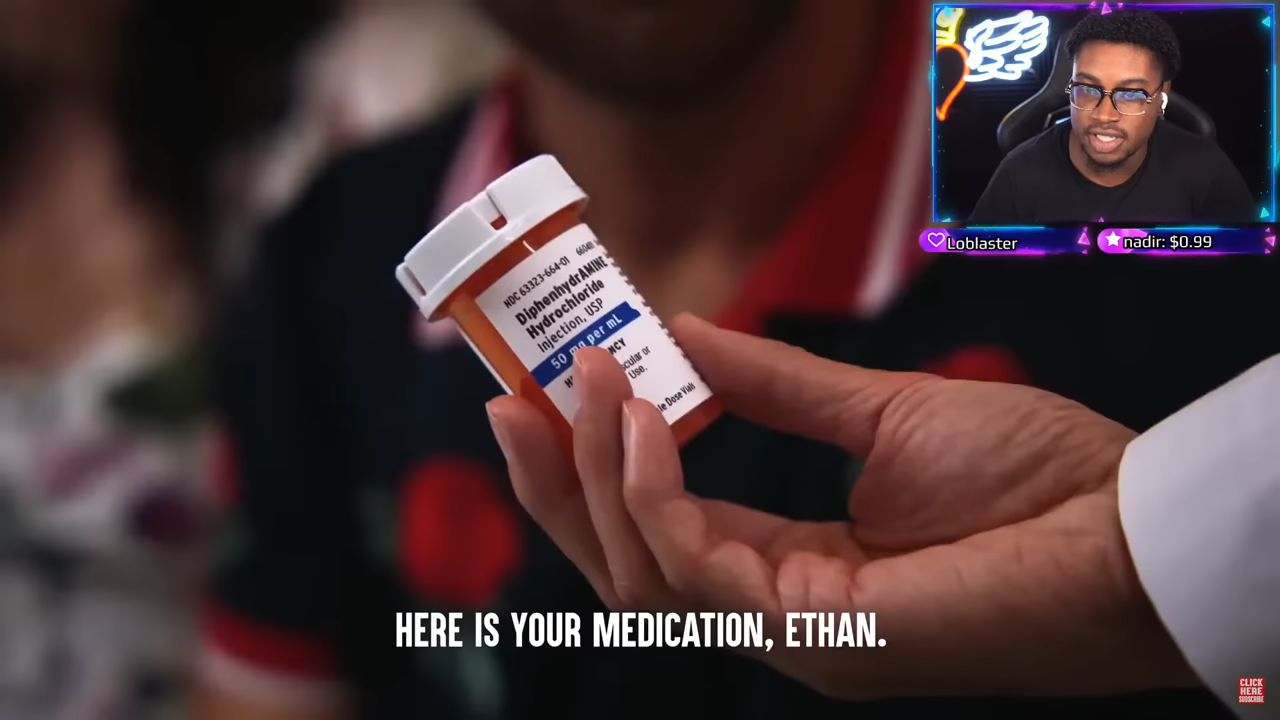 NDC 63323-664-01
DiphenhydrAMINE
Hydrochloride
Injection, USP
50 mg per mL
Use.
Dose Vials
HERE IS YOUR MEDICATION, ETHAN.
Loblaster
nadir: $0.99
CLICK
HERE
SUBSCRIBE